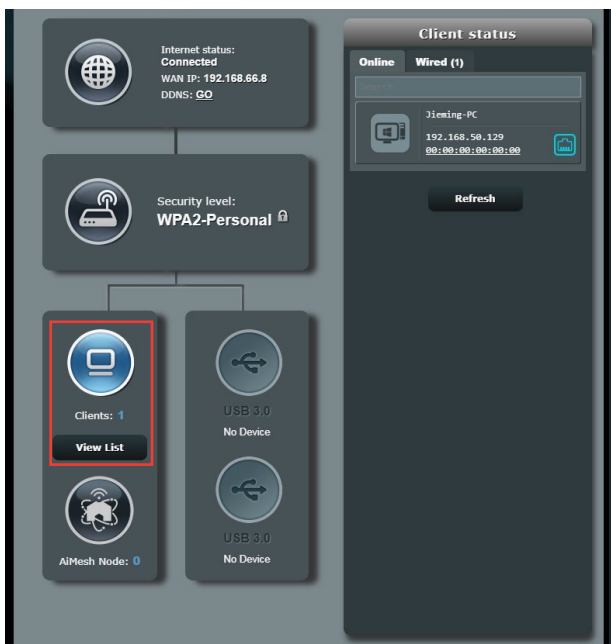 Internet status:
Connected
WAN IP: 192.168.66.8
DDNS: GO
Security level:
WPA2-Personal
Clients: 1
View List
AiMesh Node: 0
USB 3.0
No Device
USB 3.0
No Device
Client status
Online
Wired (1)
Search
Jieming-PC
192.168.50.129
00:00:00:00:00:00
Refresh